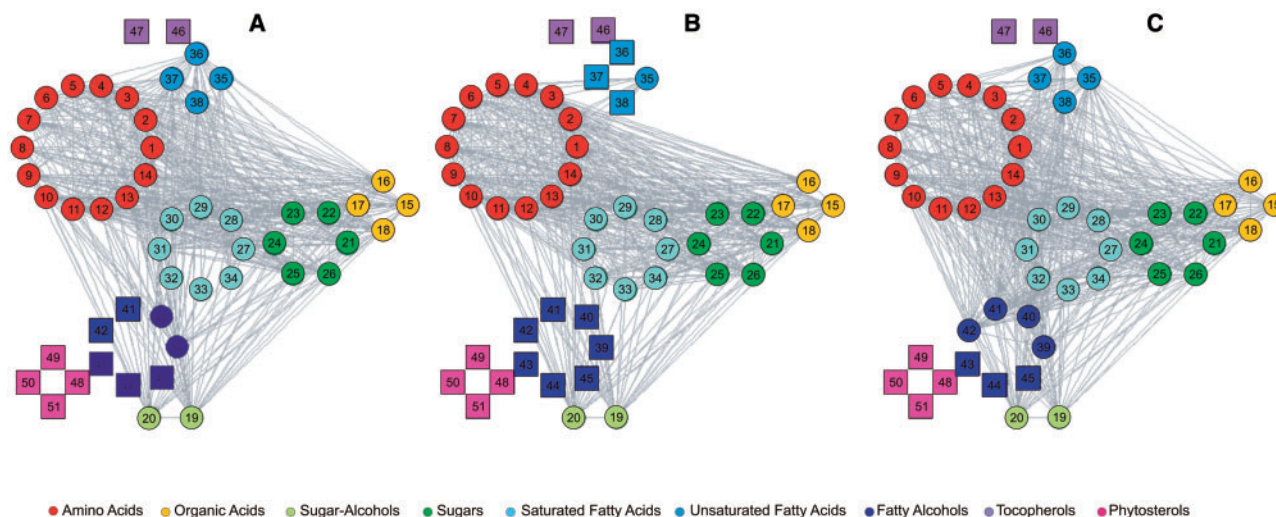 A
47 46
36
5 4 37 35
6 3 38
7 2
8 1
9 14 16
10 13 17 15
11 12 29 23 22
30 28 18
31 27 24 21
32 34 25 26
33
41
42
49
50 48
51
20 19
B
47 46
36
5 4 37 35
6 3 38
7 2
8 1
9 14 16
10 13 17 15
11 12 29 23 22
30 28 18
31 27 24 21
32 34 25 26
33
41 40
42 39
49 43 45
50 48 44
51
20 19
C
47 46
36
5 4 37 35
6 3 38
7 2
8 1
9 14 16
10 13 17 15
11 12 29 23 22
30 28 18
31 27 24 21
32 34 25 26
33
41 40
42 39
49 43 45
50 48 44
51
20 19
Amino Acids Organic Acids Sugar-Alcohols Sugars Saturated Fatty Acids Unsaturated Fatty Acids Fatty Alcohols Tocopherols Phytosterols